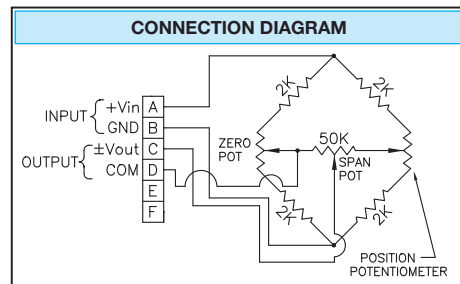 CONNECTION DIAGRAM
INPUT
+Vin A
GND B
OUTPUT
±Vout C
COM D
E
F
2K
2K
ZERO
POT
50K
SPAN
POT
2K
2K
POSITION
POTENTIOMETER